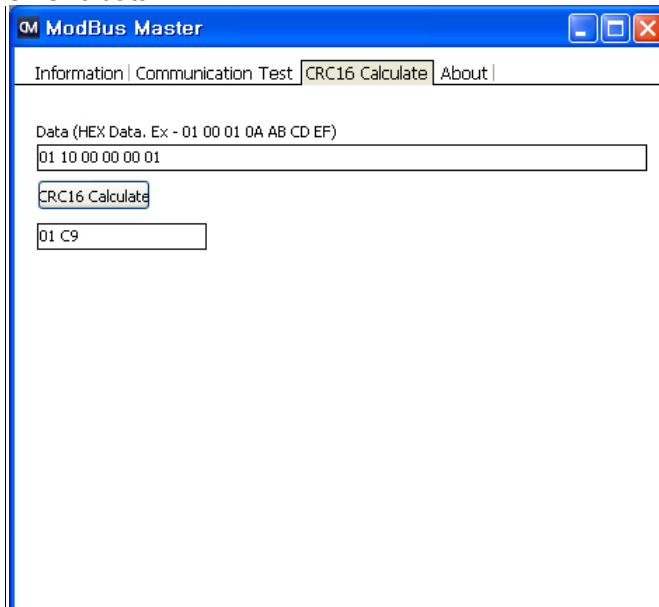 ModBus Master
Information Communication Test CRC16 Calculate About
Data (HEX Data. Ex - 01 00 01 0A AB CD EF)
01 10 00 00 00 01
CRC16 Calculate
01 C9